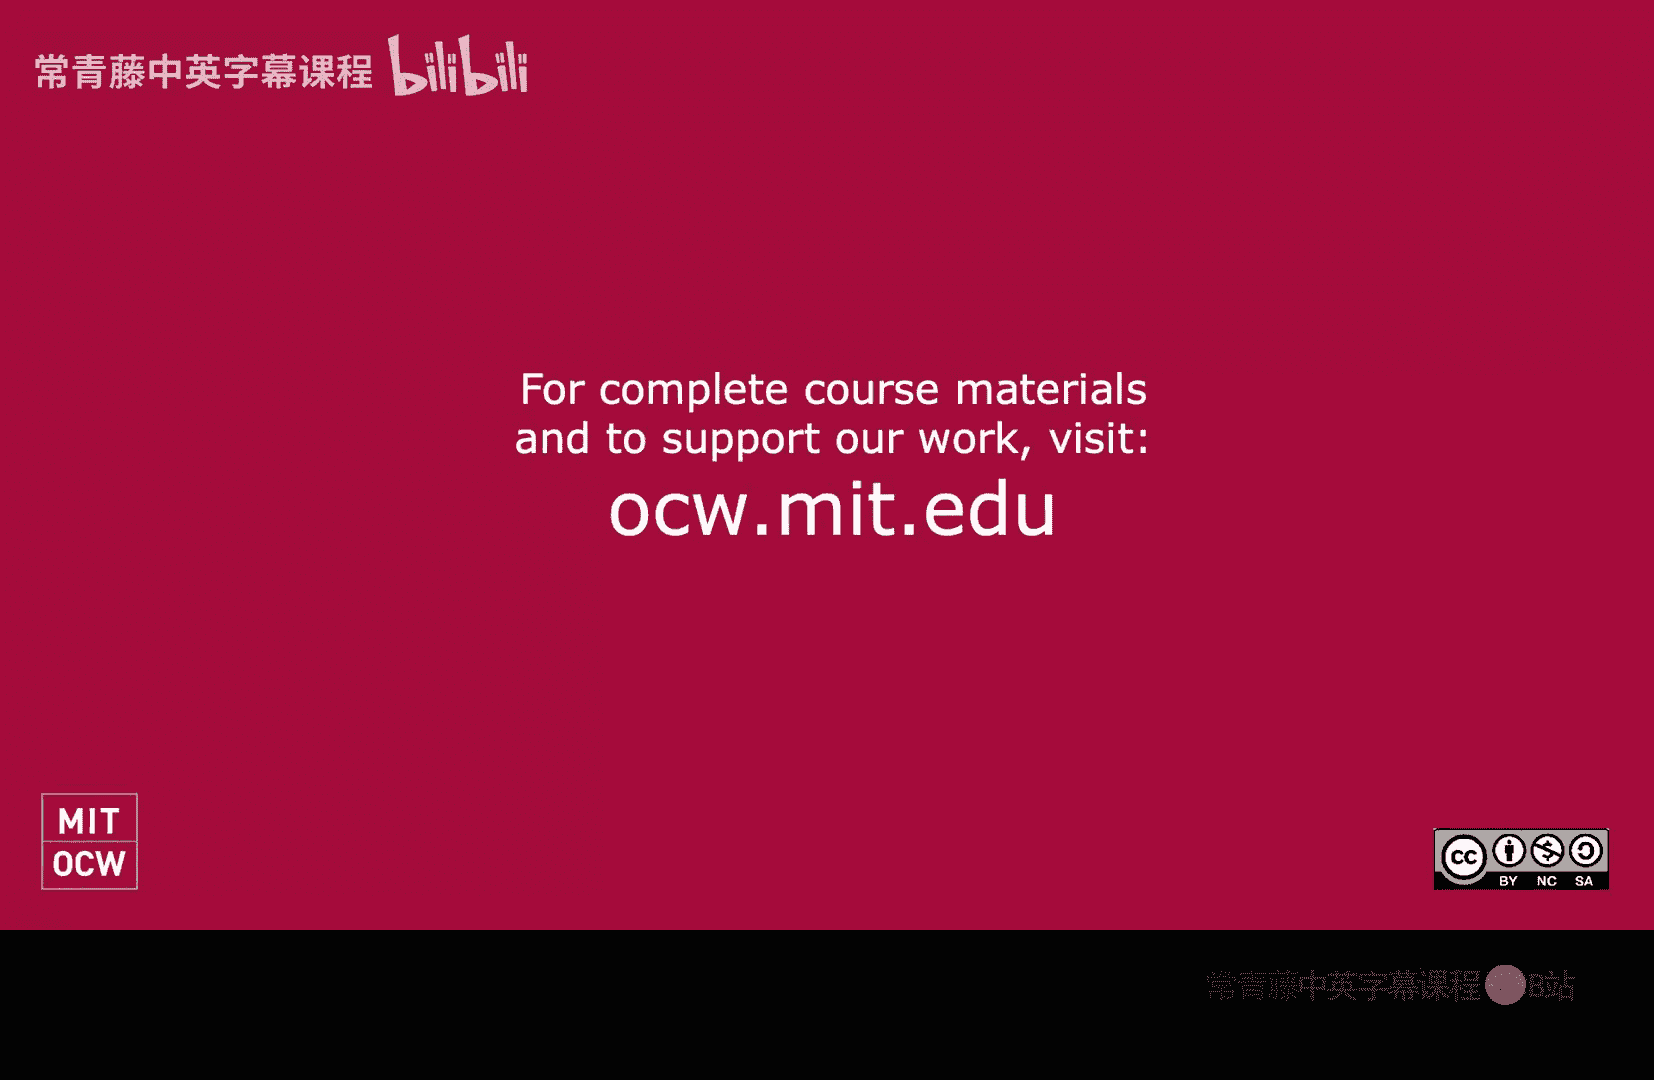 常青藤中英字幕课程 bilibili
For complete course materials
and to support our work, visit:
ocw.mit.edu
MIT
OCW
cc
BY NC SA
常青藤中英字幕课程 B站